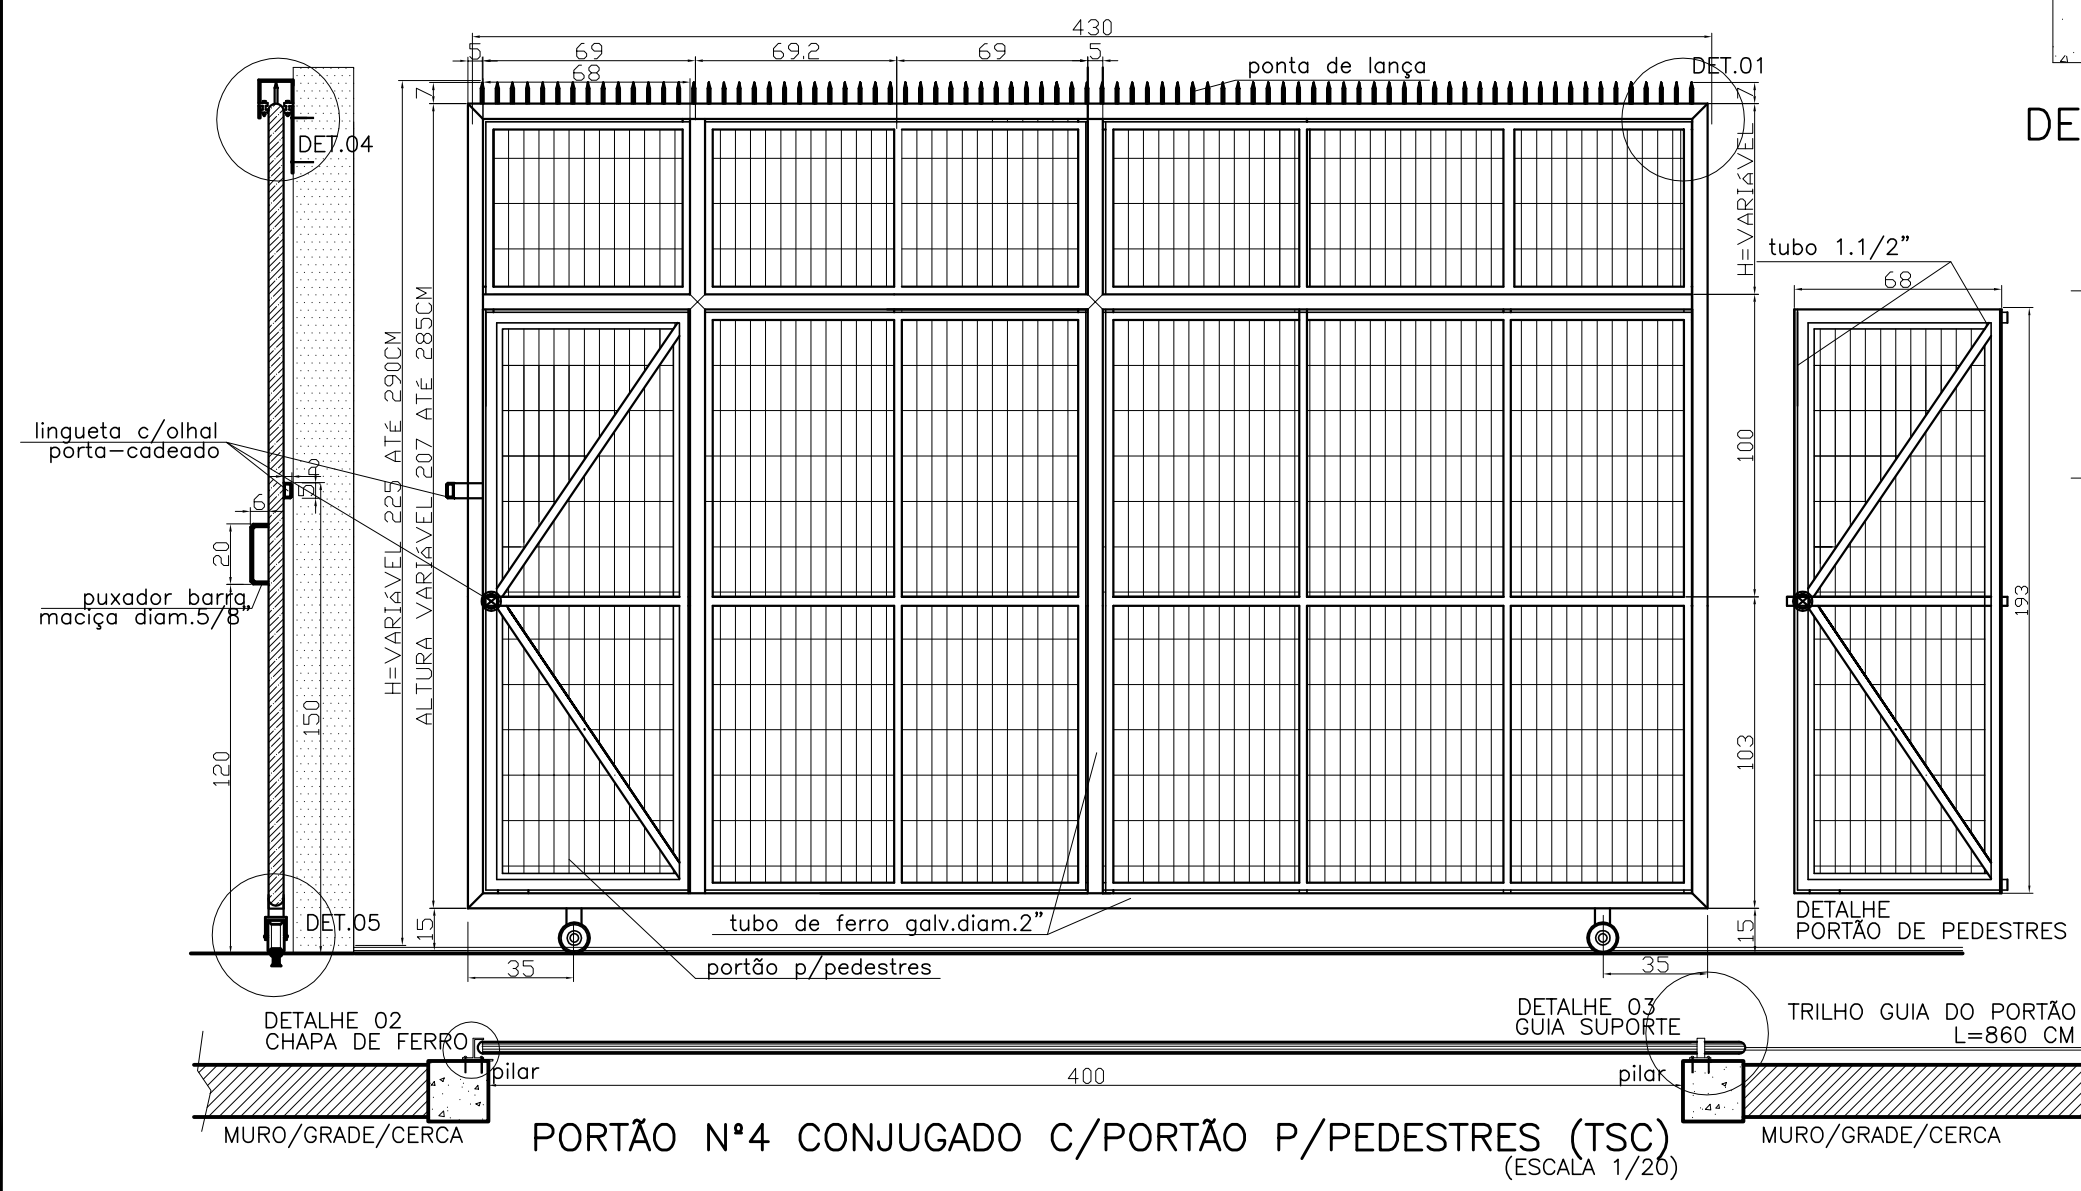 430
5
69
69.2
69
5
68
ponta de lança
DET.01
7
7
DET.04
DE
H=VARIÁVEL
tubo 1.1/2"
68
H=VARIÁVEL 225 ATÉ 290CM
ALTURA VARIÁVEL 207 ATÉ 285CM
lingueta c/olhal
porta-cadeado
100
5
6
20
puxador barra
maciça diam.5/8"
193
150
120
103
DET.05
15
tubo de ferro galv.diam.2"
15
DETALHE
PORTÃO DE PEDESTRES
35
portão p/pedestres
35
DETALHE 02
CHAPA DE FERRO
DETALHE 03
GUIA SUPORTE
TRILHO GUIA DO PORTÃO
L=860 CM
pilar
400
pilar
MURO/GRADE/CERCA
PORTÃO Nº4 CONJUGADO C/PORTÃO P/PEDESTRES (TSC)
MURO/GRADE/CERCA
(ESCALA 1/20)